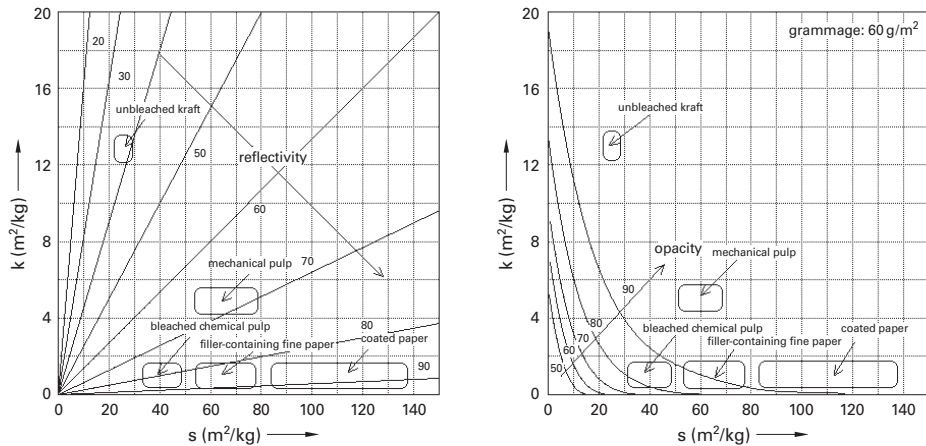 20
16
12
8
4
0
k (m²/kg)
20
30
unbleached kraft
50
reflectivity
60
mechanical pulp
70
bleached chemical pulp
80
filler-containing fine paper
coated paper
90
0 20 40 60 80 100 120 140
s (m²/kg)
20
16
12
8
4
0
k (m²/kg)
grammage: 60 g/m²
unbleached kraft
opacity
mechanical pulp
90
80
bleached chemical pulp
coated paper
70
filler-containing fine paper
60
50
0 20 40 60 80 100 120 140
s (m²/kg)